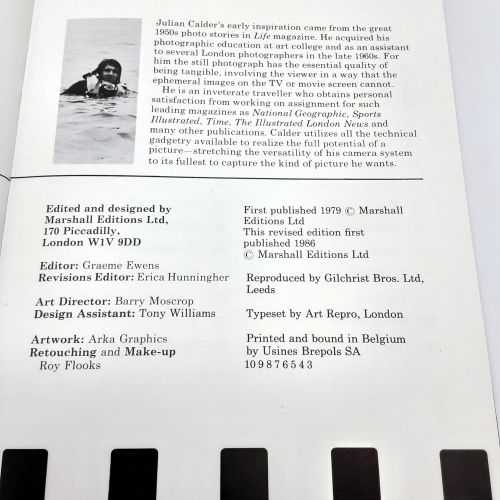 Julian Calder's early inspiration came from the great
1950s photo stories in Life magazine. He acquired his
photographic education at art college and as an assistant
to several London photographers in the late 1960s. For
him the still photograph has the essential quality of
being tangible, involving the viewer in a way that the
ephemeral images on the TV or movie screen cannot.
He is an inveterate traveller who obtains personal
satisfaction from working on assignment for such
leading magazines as National Geographic, Sports
Illustrated, Time, The Illustrated London News and
many other publications. Calder utilizes all the technical
gadgetry available to realize the full potential of a
picture—stretching the versatility of his camera system
to its fullest to capture the kind of picture he wants.
Edited and designed by
Marshall Editions Ltd,
170 Piccadilly,
London W1V 9DD
Editor: Graeme Ewens
Revisions Editor: Erica Hunningher
Art Director: Barry Moscrop
Design Assistant: Tony Williams
Artwork: Arka Graphics
Retouching and Make-up
Roy Flooks
First published 1979 © Marshall
Editions Ltd
This revised edition first
published 1986
© Marshall Editions Ltd
Reproduced by Gilchrist Bros. Ltd,
Leeds
Typeset by Art Repro, London
Printed and bound in Belgium
by Usines Brepols SA
10 9 8 7 6 5 4 3